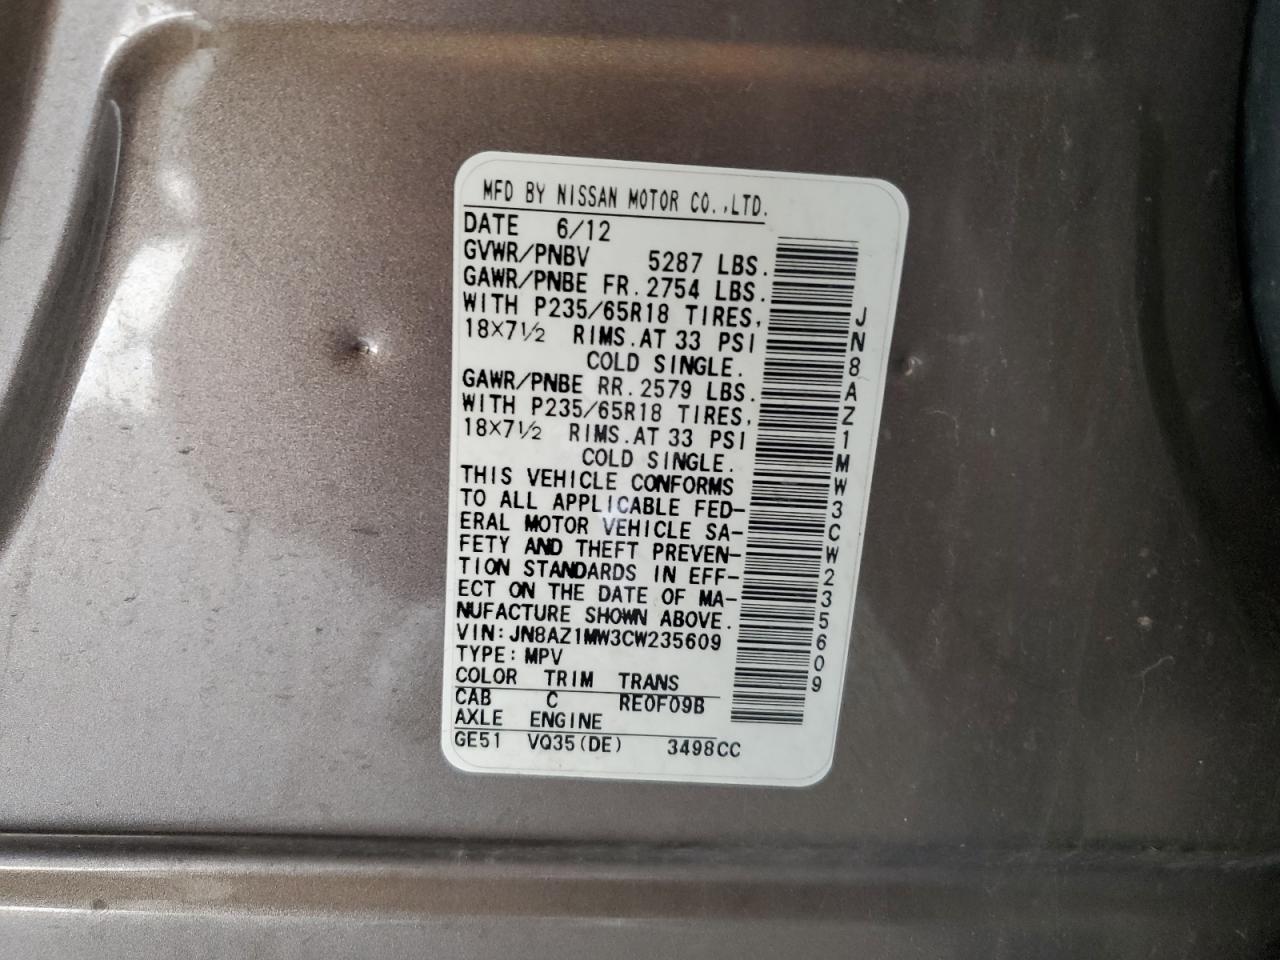 MFD BY NISSAN MOTOR CO.,LTD.
DATE 6/12
GVWR/PNBV 5287 LBS.
GAWR/PNBE FR. 2754 LBS.
WITH P235/65R18 TIRES,
18×7½ RIMS. AT 33 PSI
COLD SINGLE.
GAWR/PNBE RR. 2579 LBS.
WITH P235/65R18 TIRES,
18×7½ RIMS. AT 33 PSI
COLD SINGLE.
THIS VEHICLE CONFORMS
TO ALL APPLICABLE FED-
ERAL MOTOR VEHICLE SA-
FETY AND THEFT PREVEN-
TION STANDARDS IN EFF-
ECT ON THE DATE OF MA-
NUFACTURE SHOWN ABOVE.
VIN: JN8AZ1MW3CW235609
TYPE: MPV
COLOR TRIM TRANS
CAB C RE0F09B
AXLE ENGINE
GE51 VQ35(DE) 3498CC
JN8AZ1MW3CW235609